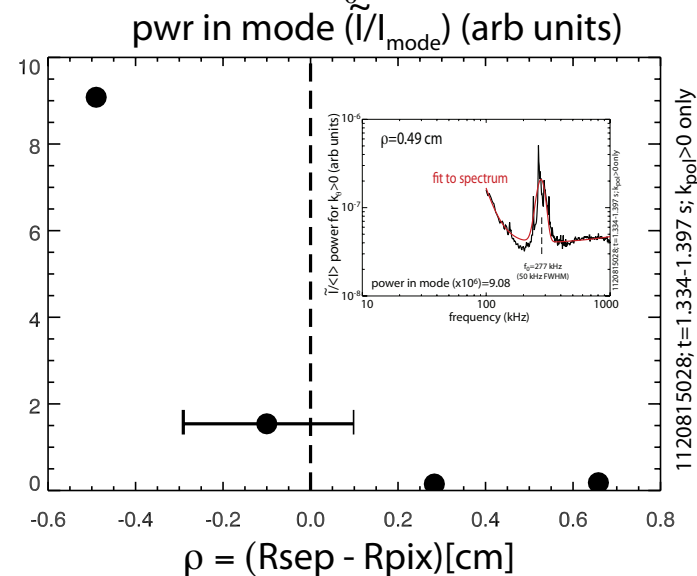 pwr in mode (Ĩ/I_mode) (arb units)
10
8
6
4
2
0
-0.6 -0.4 -0.2 0.0 0.2 0.4 0.6 0.8
ρ = (Rsep - Rpix)[cm]
1120815028; t=1.334-1.397 s; k_pol>0 only
Ĩ/<I> power for k_θ>0 (arb units)
10^-6
10^-7
10^-8
ρ=0.49 cm
fit to spectrum
f_0=277 kHz
(50 kHz FWHM)
power in mode (x10^6)=9.08
10 100 1000
frequency (kHz)
1120815028; t=1.334-1.397 s; k_pol>0 only